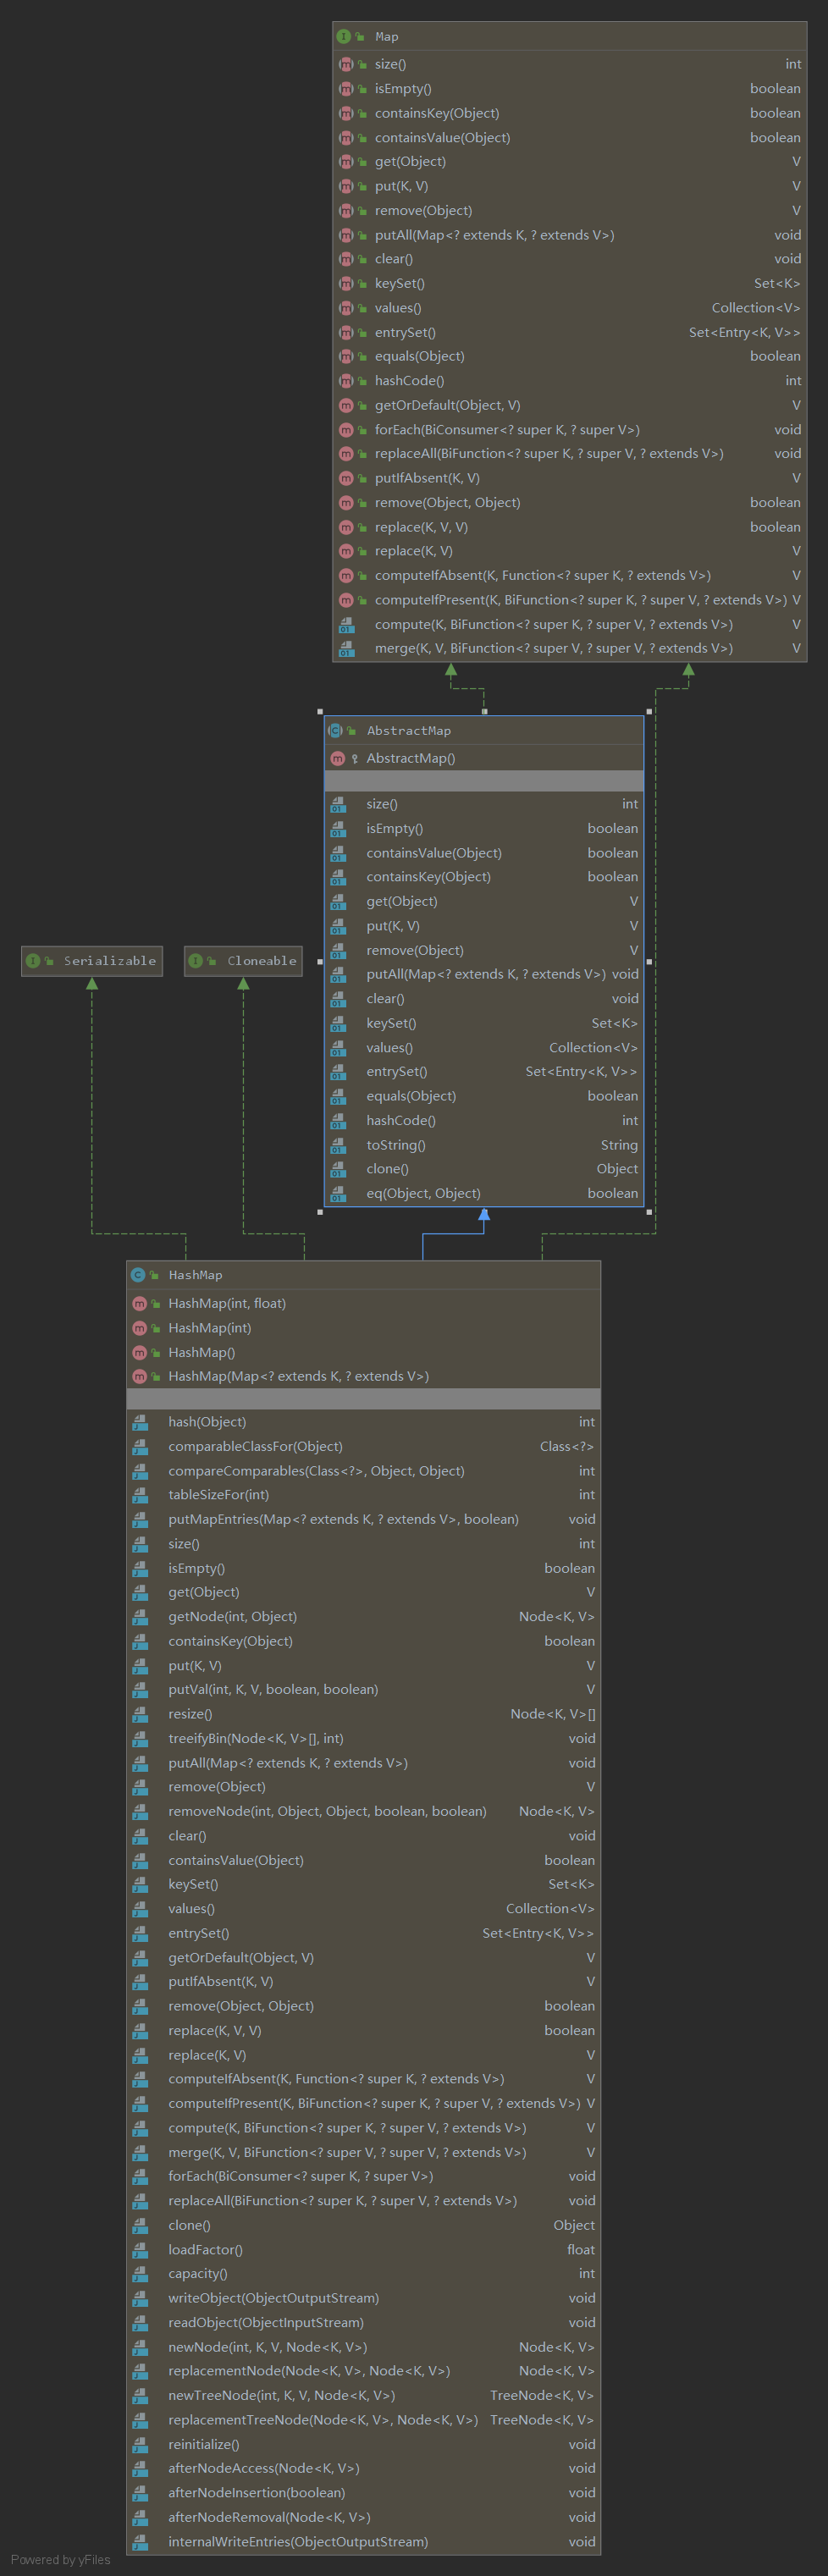 Map
size() int
isEmpty() boolean
containsKey(Object) boolean
containsValue(Object) boolean
get(Object) V
put(K, V) V
remove(Object) V
putAll(Map<? extends K, ? extends V>) void
clear() void
keySet() Set<K>
values() Collection<V>
entrySet() Set<Entry<K, V>>
equals(Object) boolean
hashCode() int
getOrDefault(Object, V) V
forEach(BiConsumer<? super K, ? super V>) void
replaceAll(BiFunction<? super K, ? super V, ? extends V>) void
putIfAbsent(K, V) V
remove(Object, Object) boolean
replace(K, V, V) boolean
replace(K, V) V
computeIfAbsent(K, Function<? super K, ? extends V>) V
computeIfPresent(K, BiFunction<? super K, ? super V, ? extends V>) V
compute(K, BiFunction<? super K, ? super V, ? extends V>) V
merge(K, V, BiFunction<? super V, ? super V, ? extends V>) V
AbstractMap
AbstractMap()
size() int
isEmpty() boolean
containsValue(Object) boolean
containsKey(Object) boolean
get(Object) V
put(K, V) V
remove(Object) V
putAll(Map<? extends K, ? extends V>) void
clear() void
keySet() Set<K>
values() Collection<V>
entrySet() Set<Entry<K, V>>
equals(Object) boolean
hashCode() int
toString() String
clone() Object
eq(Object, Object) boolean
Serializable
Cloneable
HashMap
HashMap(int, float)
HashMap(int)
HashMap()
HashMap(Map<? extends K, ? extends V>)
hash(Object) int
comparableClassFor(Object) Class<?>
compareComparables(Class<?>, Object, Object) int
tableSizeFor(int) int
putMapEntries(Map<? extends K, ? extends V>, boolean) void
size() int
isEmpty() boolean
get(Object) V
getNode(int, Object) Node<K, V>
containsKey(Object) boolean
put(K, V) V
putVal(int, K, V, boolean, boolean) V
resize() Node<K, V>[]
treeifyBin(Node<K, V>[], int) void
putAll(Map<? extends K, ? extends V>) void
remove(Object) V
removeNode(int, Object, Object, boolean, boolean) Node<K, V>
clear() void
containsValue(Object) boolean
keySet() Set<K>
values() Collection<V>
entrySet() Set<Entry<K, V>>
getOrDefault(Object, V) V
putIfAbsent(K, V) V
remove(Object, Object) boolean
replace(K, V, V) boolean
replace(K, V) V
computeIfAbsent(K, Function<? super K, ? extends V>) V
computeIfPresent(K, BiFunction<? super K, ? super V, ? extends V>) V
compute(K, BiFunction<? super K, ? super V, ? extends V>) V
merge(K, V, BiFunction<? super V, ? super V, ? extends V>) V
forEach(BiConsumer<? super K, ? super V>) void
replaceAll(BiFunction<? super K, ? super V, ? extends V>) void
clone() Object
loadFactor() float
capacity() int
writeObject(ObjectOutputStream) void
readObject(ObjectInputStream) void
newNode(int, K, V, Node<K, V>) Node<K, V>
replacementNode(Node<K, V>, Node<K, V>) Node<K, V>
newTreeNode(int, K, V, Node<K, V>) TreeNode<K, V>
replacementTreeNode(Node<K, V>, Node<K, V>) TreeNode<K, V>
reinitialize() void
afterNodeAccess(Node<K, V>) void
afterNodeInsertion(boolean) void
afterNodeRemoval(Node<K, V>) void
internalWriteEntries(ObjectOutputStream) void
Powered by yFiles